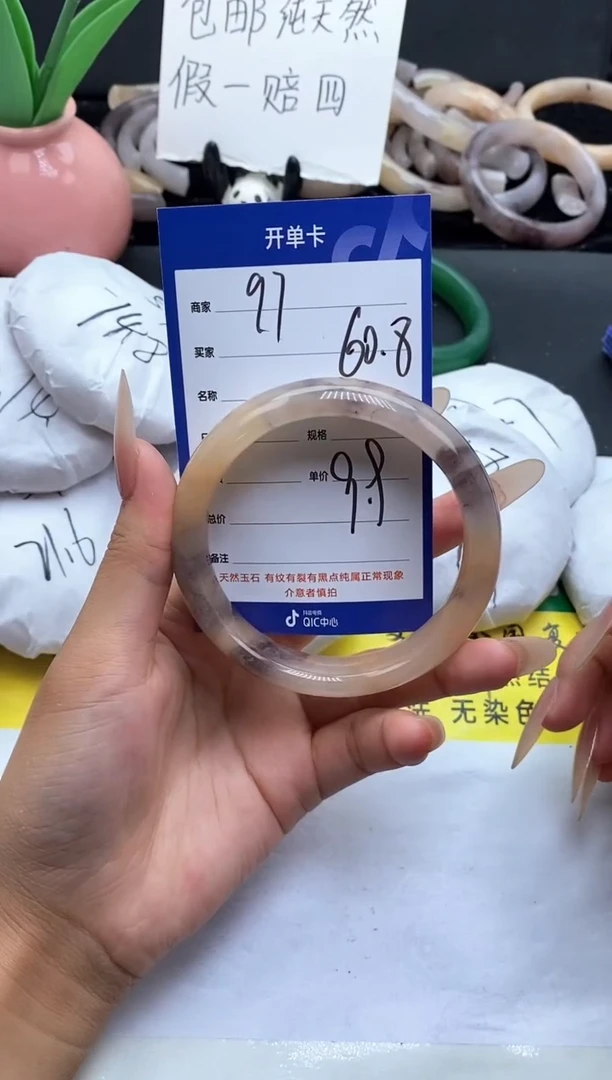 包邮纯天然
假一赔四
开单卡
商家 97
买家 60.8
名称
规格
单价 9.9
总价
备注
天然玉石 有纹有裂有黑点纯属正常现象
介意者慎拍
抖音电商
QIC中心
148
71.6
无染色